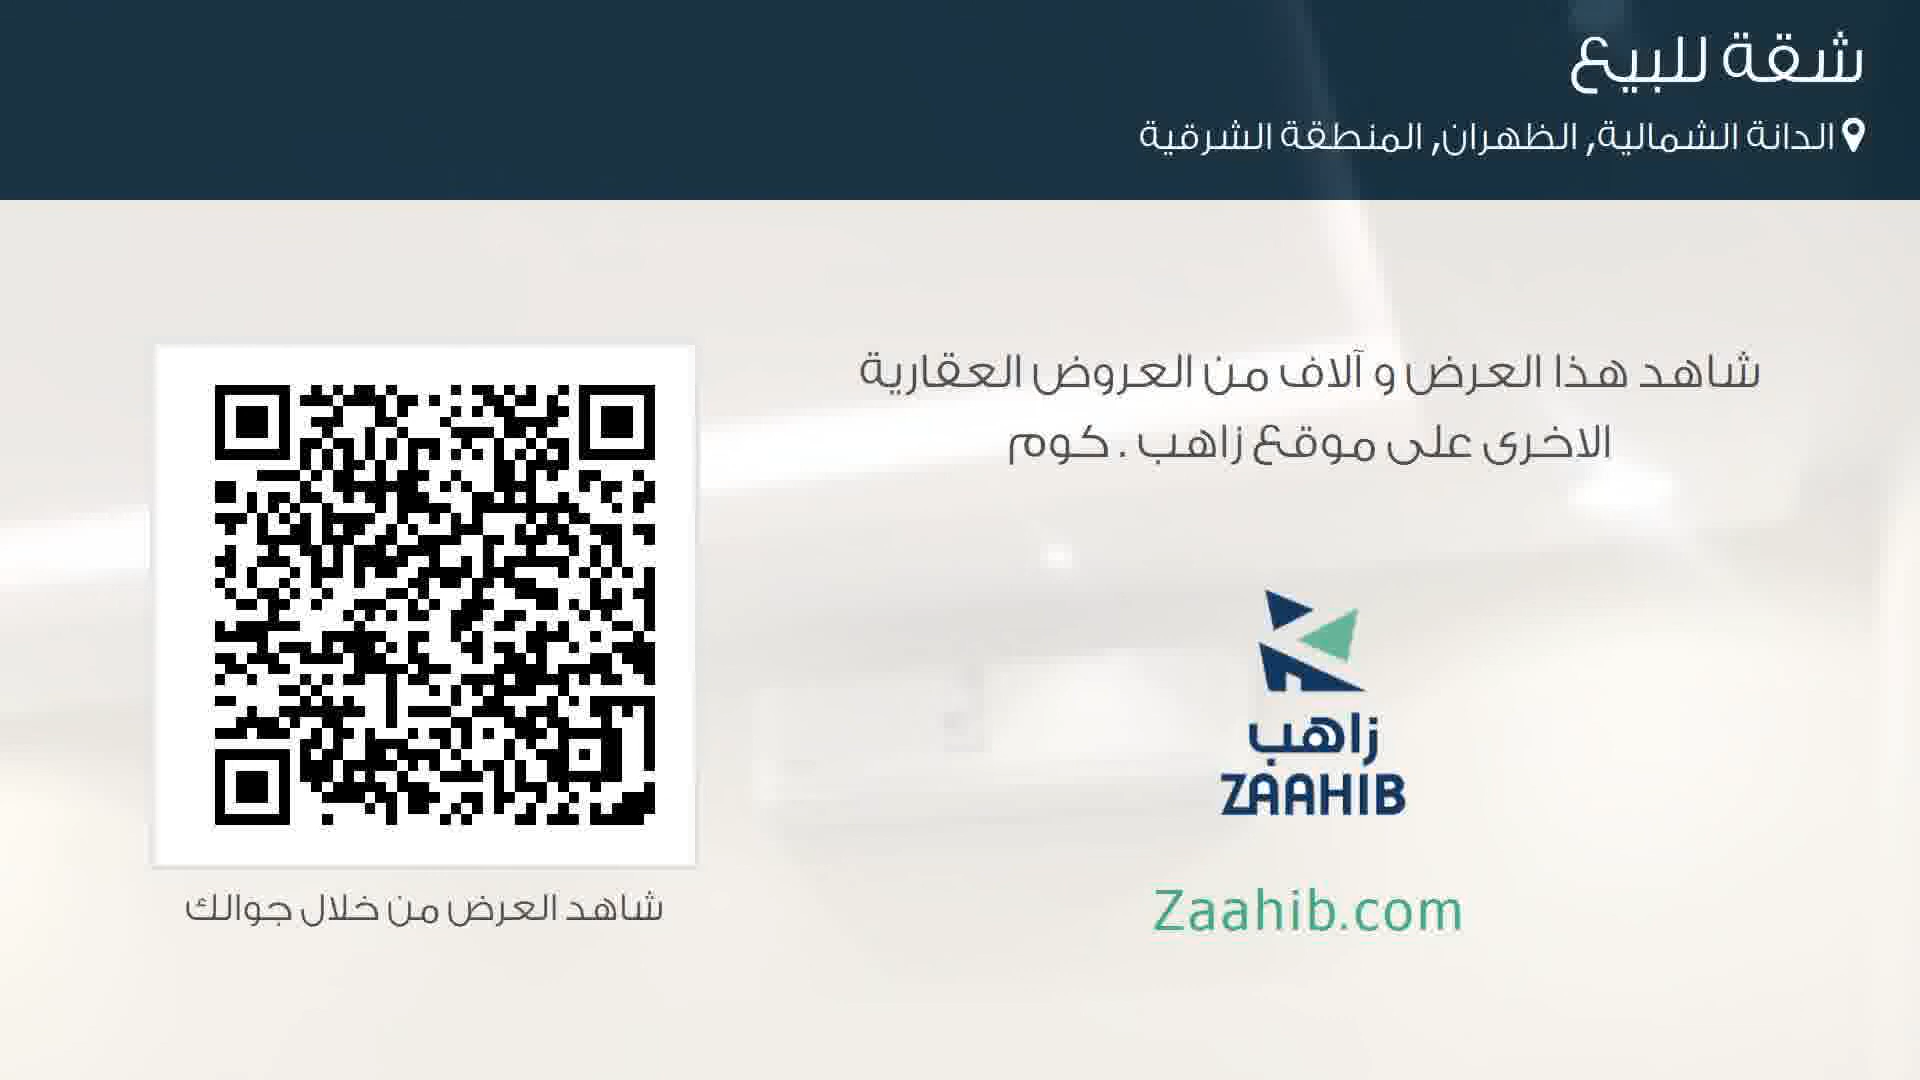 شقة للبيع
الدانة الشمالية, الظهران, المنطقة الشرقية
شاهد هذا العرض و آلاف من العروض العقارية
الاخرى على موقع زاهب . كوم
زاهب
ZAAHIB
Zaahib.com
شاهد العرض من خلال جوالك